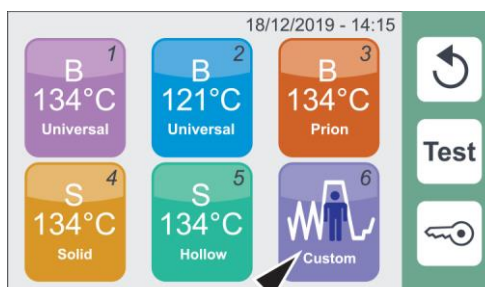 18/12/2019 - 14:15
1
B
134°C
Universal
2
B
121°C
Universal
3
B
134°C
Prion
4
S
134°C
Solid
5
S
134°C
Hollow
6
Custom
Test